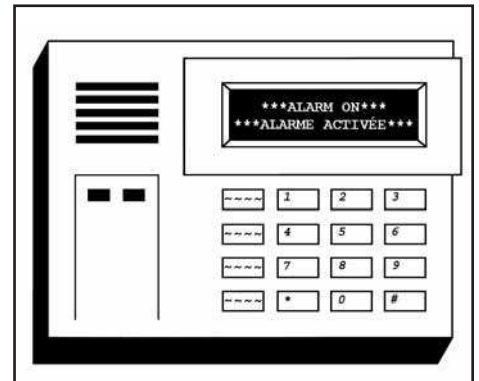 ***ALARM ON***
***ALARME ACTIVÉE***
~~~~ 1 2 3
~~~~ 4 5 6
~~~~ 7 8 9
~~~~ * 0 #